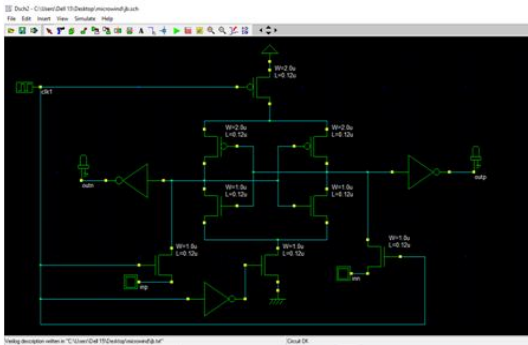 Dsch2 - C:\Users\Dell 15\Desktop\microwind\jb.sch
File Edit Insert View Simulate Help
clk1
W=2.0u
L=0.12u
W=2.0u
L=0.12u
W=2.0u
L=0.12u
outn
outp
W=1.0u
L=0.12u
W=1.0u
L=0.12u
W=1.0u
L=0.12u
W=1.0u
L=0.12u
W=1.0u
L=0.12u
inp
inn
Verilog description written in "C:\Users\Dell 15\Desktop\microwind\jb.txt" Circuit OK